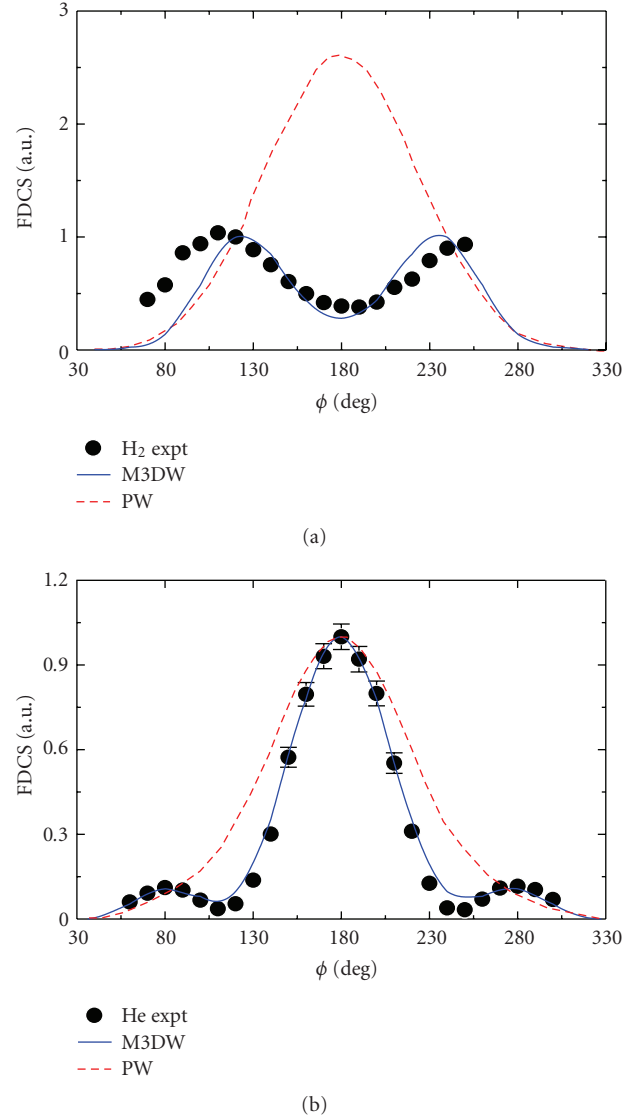 3
2
1
0
FDCS (a.u.)
30 80 130 180 230 280 330
ϕ (deg)
H₂ expt
M3DW
PW
(a)
1.2
0.9
0.6
0.3
0
FDCS (a.u.)
30 80 130 180 230 280 330
ϕ (deg)
He expt
M3DW
PW
(b)